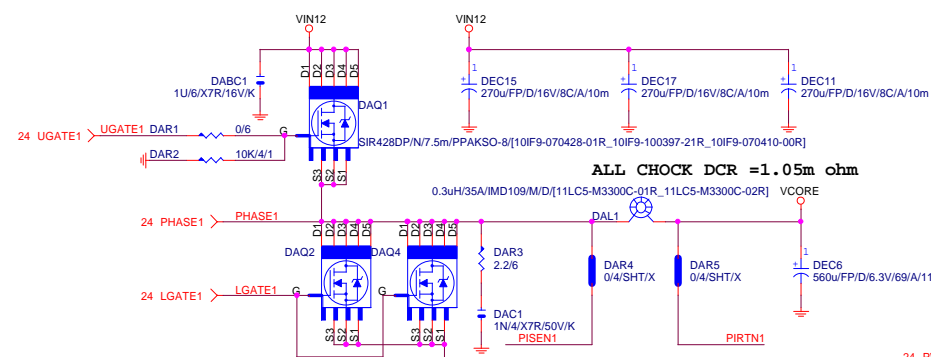 VIN12 VIN12
DABC1
1U/6/X7R/16V/K
D1 D2 D3 D4 D5
DAQ1
1 DEC15
270u/FP/D/16V/8C/A/10m
1 DEC17
270u/FP/D/16V/8C/A/10m
1 DEC11
270u/FP/D/16V/8C/A/10m
24 UGATE1 UGATE1 DAR1 0/6 G
SIR428DP/N/7.5m/PPAKSO-8/[10IF9-070428-01R_10IF9-100397-21R_10IF9-070410-00R]
DAR2 10K/4/1
S3 S2 S1
ALL CHOCK DCR =1.05m ohm
0.3uH/35A/IMD109/M/D/[11LC5-M3300C-01R_11LC5-M3300C-02R] VCORE
24 PHASE1 PHASE1
DAL1
D1 D2 D3 D4 D5 D1 D2 D3 D4 D5
DAQ2 DAQ4
DAR3
2.2/6
DAR4
0/4/SHT/X
DAR5
0/4/SHT/X
1 DEC6
560u/FP/D/6.3V/69/A/11
24 LGATE1 LGATE1 G G
DAC1
1N/4/X7R/50V/K
S3 S2 S1 S3 S2 S1
PISEN1 PIRTN1